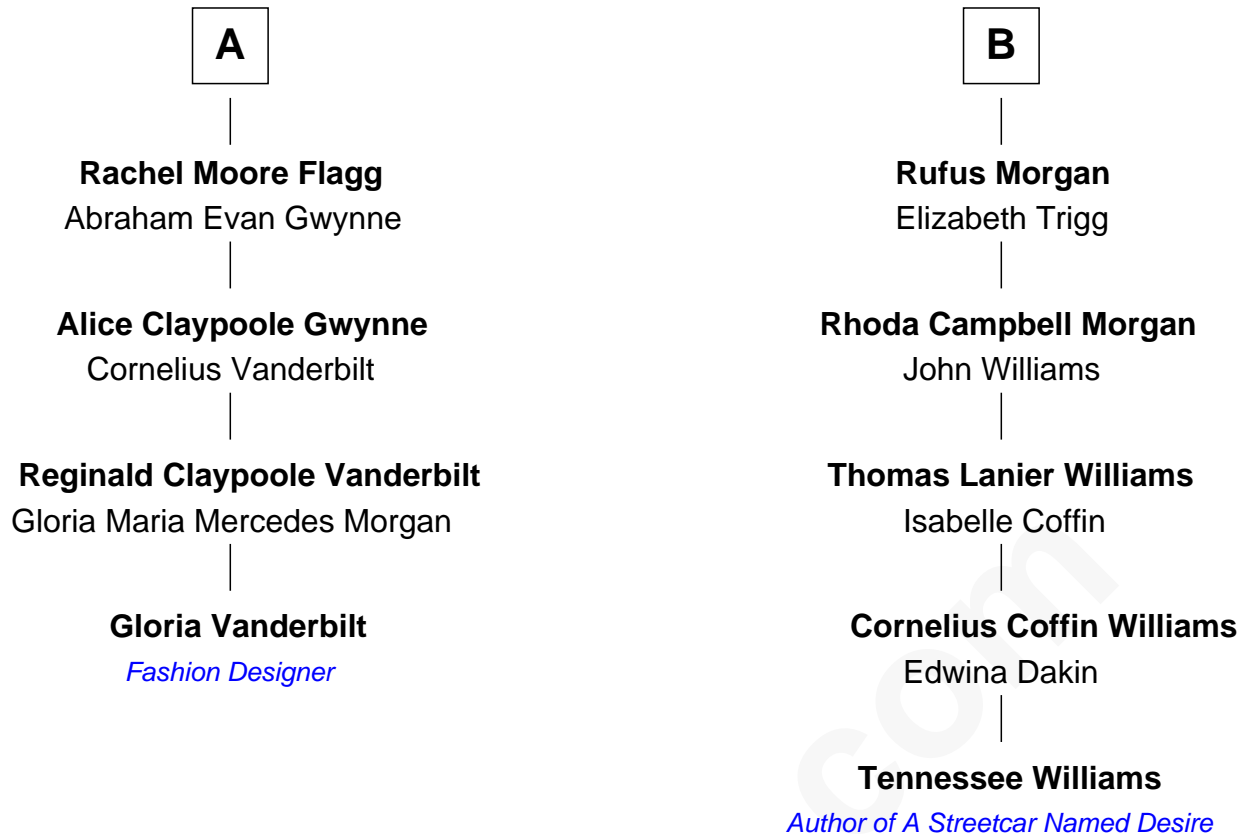 A
Rachel Moore Flagg
Abraham Evan Gwynne
Alice Claypoole Gwynne
Cornelius Vanderbilt
Reginald Claypoole Vanderbilt
Gloria Maria Mercedes Morgan
Gloria Vanderbilt
Fashion Designer
B
Rufus Morgan
Elizabeth Trigg
Rhoda Campbell Morgan
John Williams
Thomas Lanier Williams
Isabelle Coffin
Cornelius Coffin Williams
Edwina Dakin
Tennessee Williams
Author of A Streetcar Named Desire
com